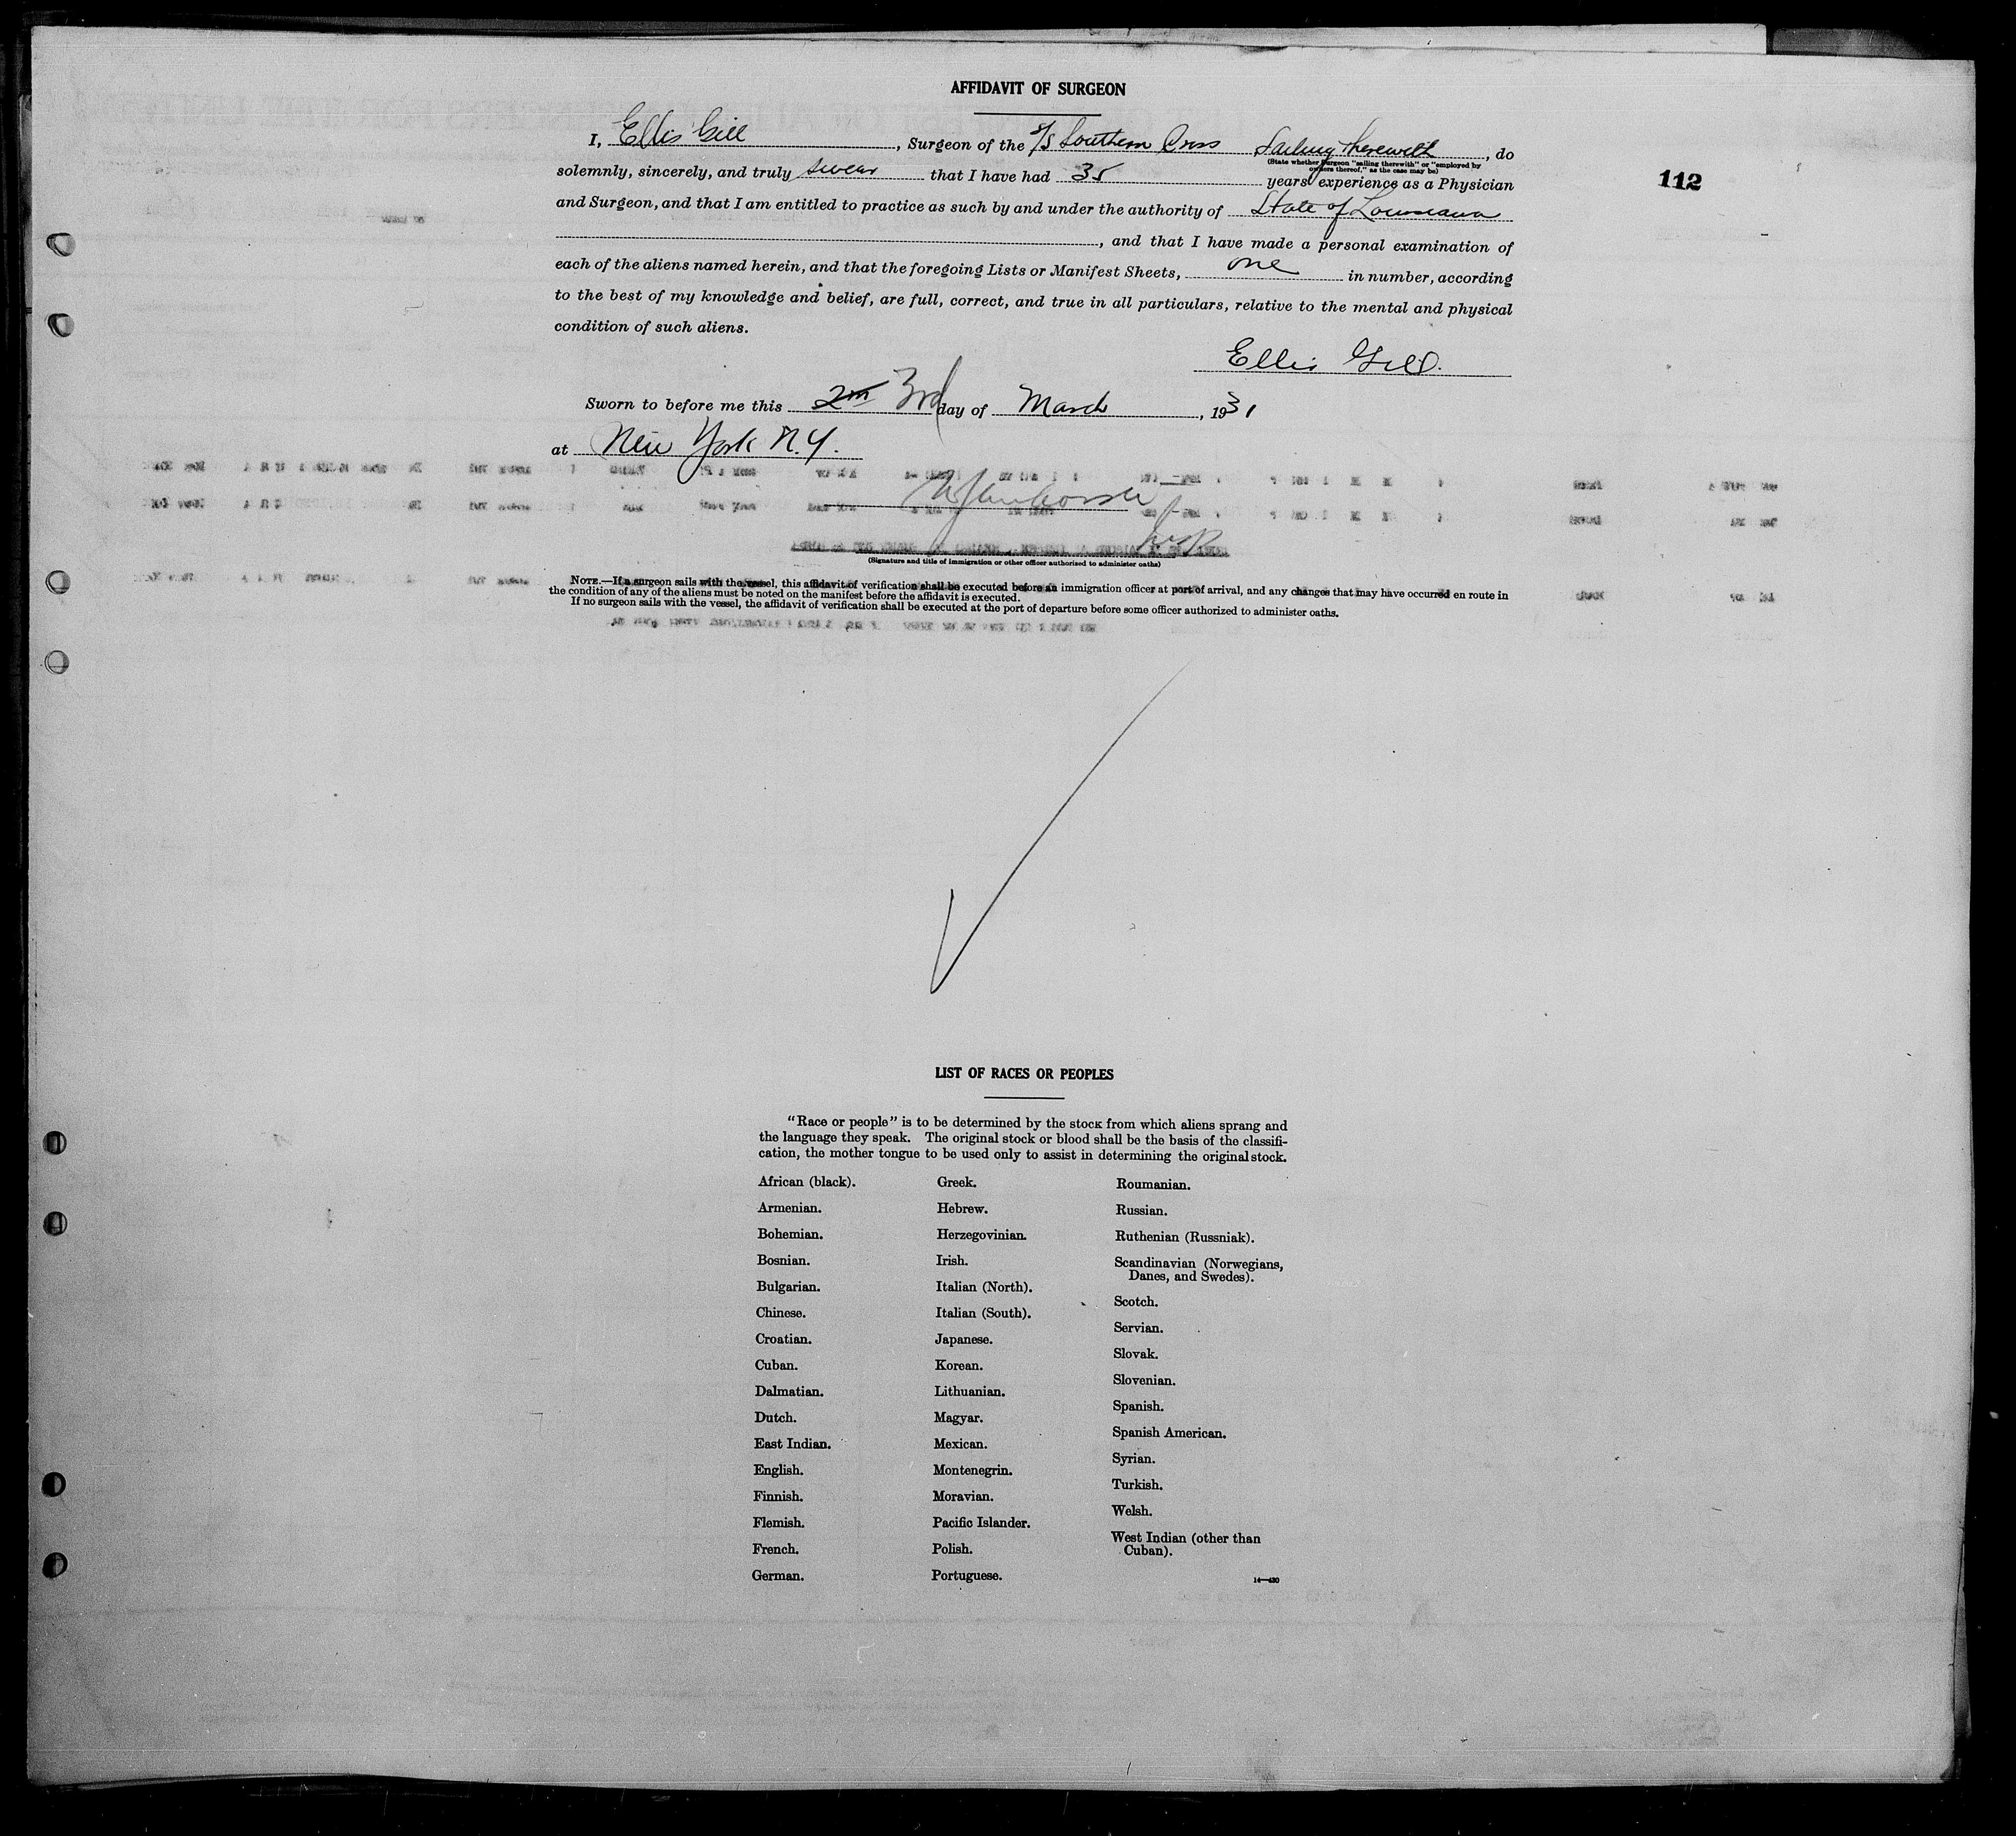 AFFIDAVIT OF SURGEON
112
I, Ellis Gill, Surgeon of the S/S Southern Cross Sailing therewith, do
(State whether surgeon "sailing therewith" or "employed by
owners thereof," as the case may be)
solemnly, sincerely, and truly swear that I have had 35 years experience as a Physician
and Surgeon, and that I am entitled to practice as such by and under the authority of State of Louisiana
, and that I have made a personal examination of
each of the aliens named herein, and that the foregoing Lists or Manifest Sheets, one in number, according
to the best of my knowledge and belief, are full, correct, and true in all particulars, relative to the mental and physical
condition of such aliens.
Ellis Gill.
Sworn to before me this 2nd 3rd day of March, 1931
at New York N.Y.
(Signature and title of immigration or other officer authorized to administer oaths)
NOTE.—If a surgeon sails with the vessel, this affidavit of verification shall be executed before an immigration officer at port of arrival, and any changes that may have occurred en route in
the condition of any of the aliens must be noted on the manifest before the affidavit is executed.
If no surgeon sails with the vessel, the affidavit of verification shall be executed at the port of departure before some officer authorized to administer oaths.
LIST OF RACES OR PEOPLES
"Race or people" is to be determined by the stock from which aliens sprang and
the language they speak. The original stock or blood shall be the basis of the classifi-
cation, the mother tongue to be used only to assist in determining the original stock.
African (black).
Armenian.
Bohemian.
Bosnian.
Bulgarian.
Chinese.
Croatian.
Cuban.
Dalmatian.
Dutch.
East Indian.
English.
Finnish.
Flemish.
French.
German.
Greek.
Hebrew.
Herzegovinian.
Irish.
Italian (North).
Italian (South).
Japanese.
Korean.
Lithuanian.
Magyar.
Mexican.
Montenegrin.
Moravian.
Pacific Islander.
Polish.
Portuguese.
Roumanian.
Russian.
Ruthenian (Russniak).
Scandinavian (Norwegians,
Danes, and Swedes).
Scotch.
Servian.
Slovak.
Slovenian.
Spanish.
Spanish American.
Syrian.
Turkish.
Welsh.
West Indian (other than
Cuban).
14—430